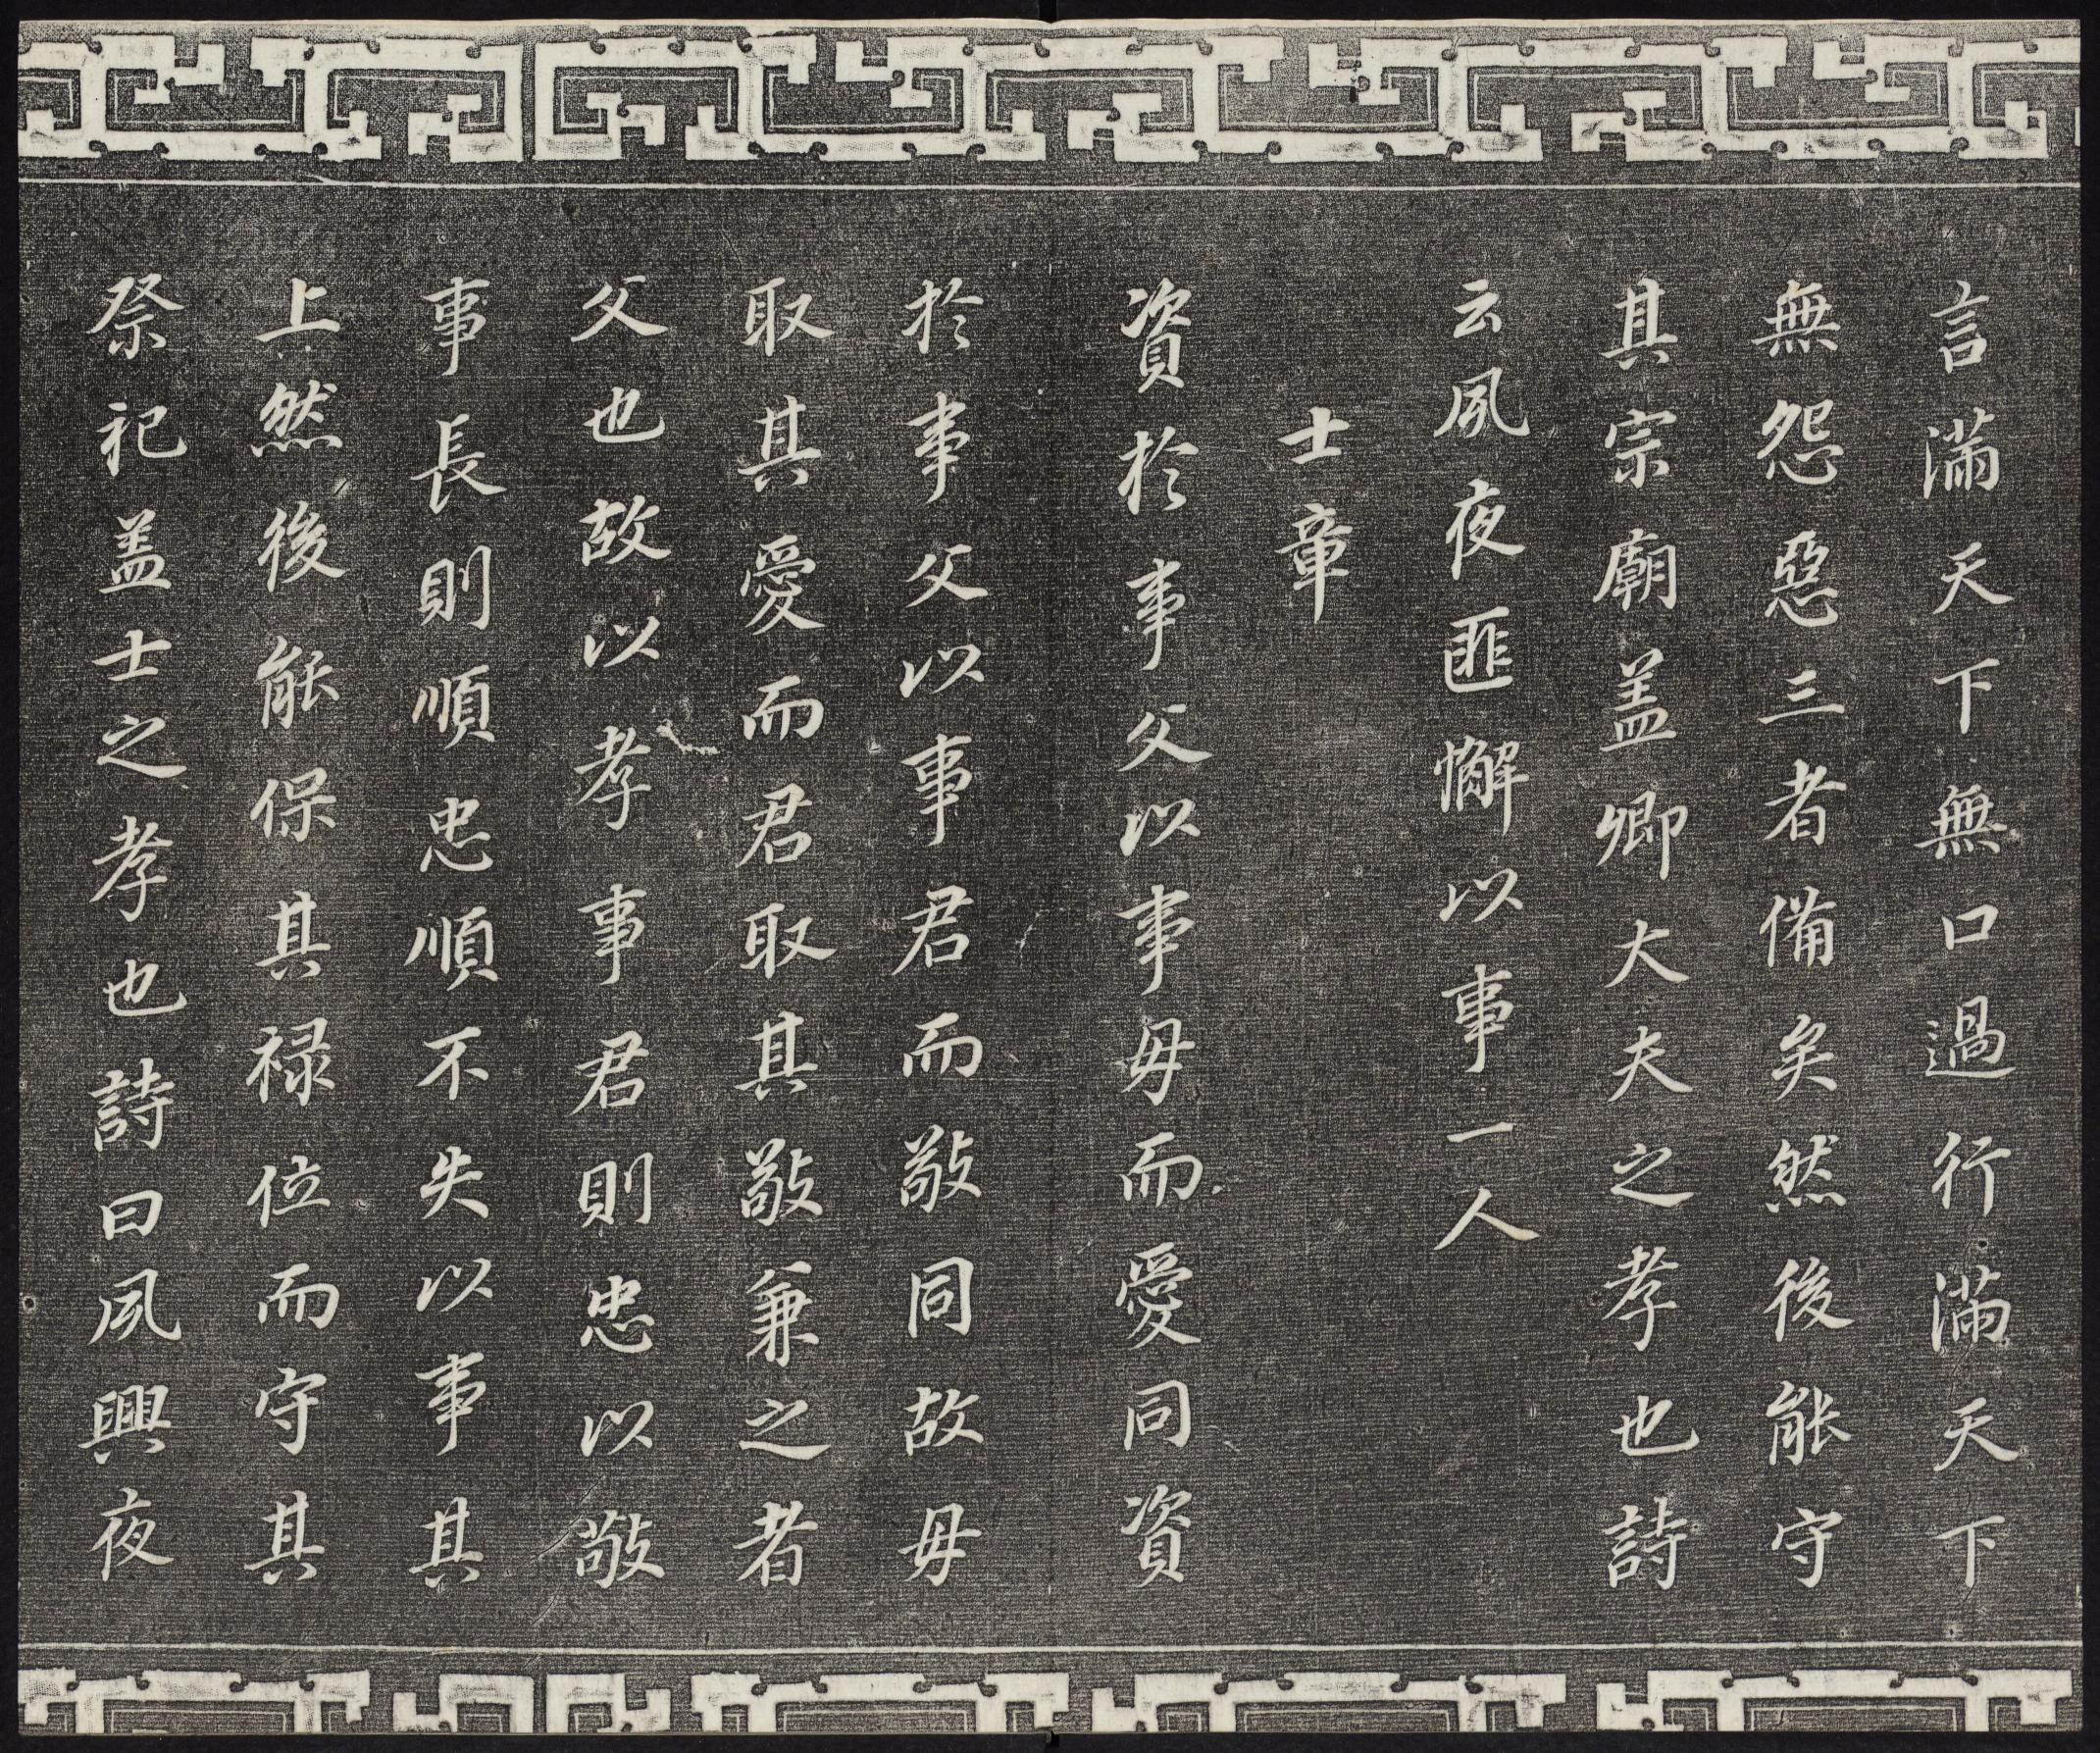 言滿天下無口過行滿天下
無怨惡三者備矣然後能守
其宗廟盖卿大夫之孝也詩
云夙夜匪懈以事一人
士章
資於事父以事母而愛同資
於事父以事君而敬同故母
取其愛而君取其敬兼之者
父也故以孝事君則忠以敬
事長則順忠順不失以事其
上然後能保其禄位而守其
祭祀盖士之孝也詩曰夙興夜